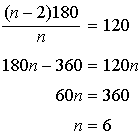 (n − 2)180 / n = 120
180n − 360 = 120n
60n = 360
n = 6